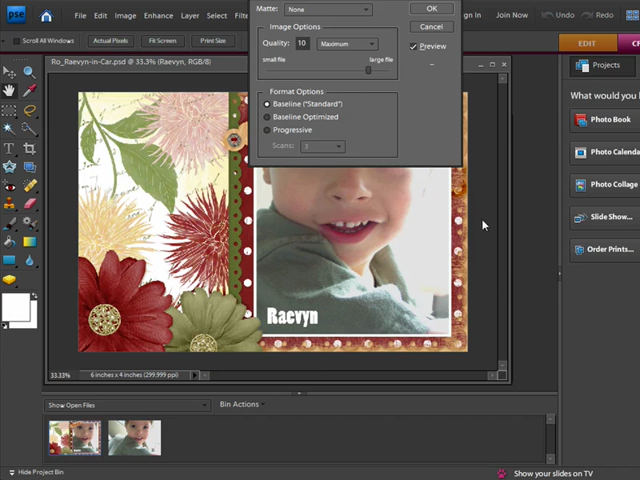 pse File Edit Image Enhance Layer Select Filte Sign In Join Now Undo Redo
Scroll All Windows Actual Pixels Fit Screen Print Size EDIT
Matte: None OK
Image Options Cancel
Quality: 10 Maximum Preview
small file large file
Format Options
Baseline ("Standard")
Baseline Optimized
Progressive
Scans: 3
Ro_Raevyn-in-Car.psd @ 33.3% (Raevyn, RGB/8)
Raevyn
33.33% 6 inches x 4 inches (299.999 ppi)
Projects
What would you l
Photo Book
Photo Calenda
Photo Collage
Slide Show...
Order Prints...
Show Open Files Bin Actions
Hide Project Bin Show your slides on TV